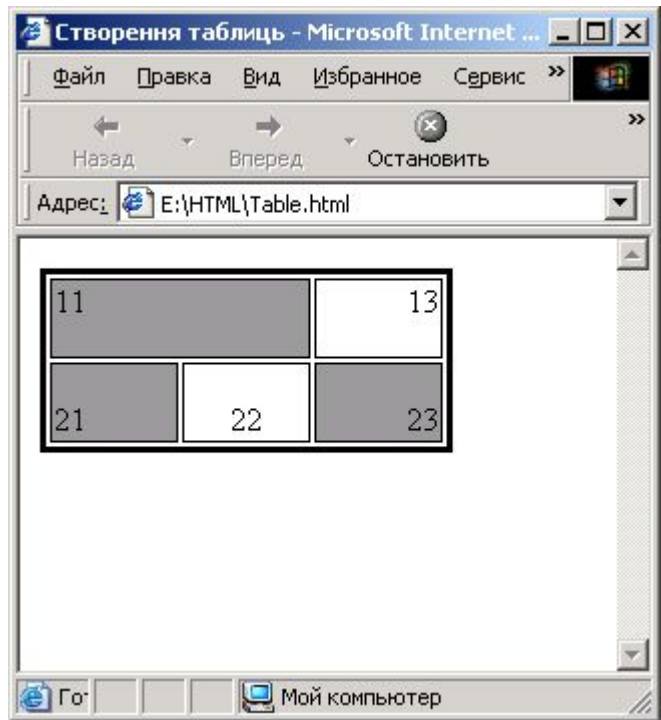 Створення таблиць - Microsoft Internet ...
Файл Правка Вид Избранное Сервис »
Назад Вперед Остановить »
Адрес: E:\HTML\Table.html
11 13
21 22 23
Гот Мой компьютер